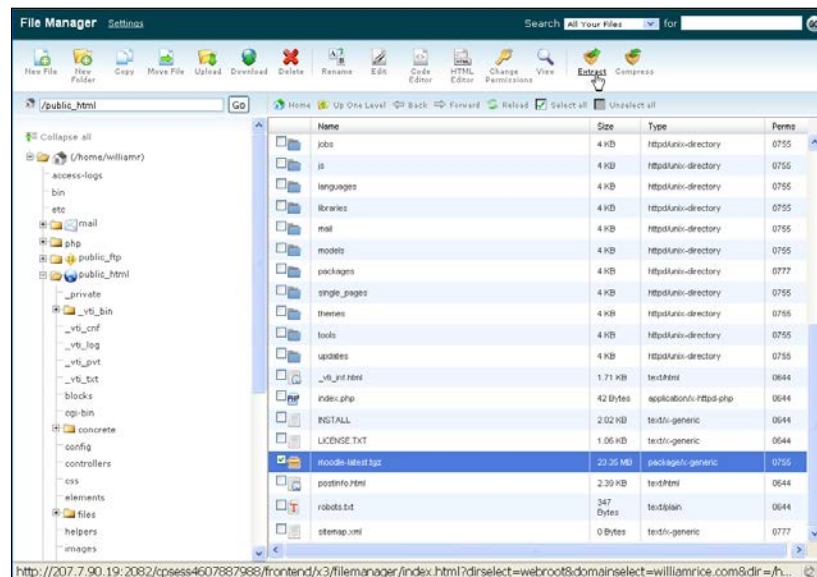 File Manager Settings Search All Your Files for Go
New File New Folder Copy Move File Upload Download Delete Rename Edit Code Editor HTML Editor Change Permissions View Extract Compress
/public_html Go Home Up One Level Back Forward Reload Select all Unselect all
Collapse all
(/home/williamr)
access-logs
bin
etc
mail
php
public_ftp
public_html
_private
_vti_bin
_vti_cnf
_vti_log
_vti_pvt
_vti_txt
blocks
cgi-bin
concrete
config
controllers
css
elements
files
helpers
images
Name Size Type Perms
jobs 4 KB httpd/unix-directory 0755
js 4 KB httpd/unix-directory 0755
languages 4 KB httpd/unix-directory 0755
libraries 4 KB httpd/unix-directory 0755
mail 4 KB httpd/unix-directory 0755
models 4 KB httpd/unix-directory 0755
packages 4 KB httpd/unix-directory 0777
single_pages 4 KB httpd/unix-directory 0755
themes 4 KB httpd/unix-directory 0755
tools 4 KB httpd/unix-directory 0755
updates 4 KB httpd/unix-directory 0755
_vti_inf.html 1.71 KB text/html 0644
index.php 42 Bytes application/x-httpd-php 0644
INSTALL 2.02 KB text/x-generic 0644
LICENSE.TXT 1.06 KB text/x-generic 0644
moodle-latest.tgz 23.35 MB package/x-generic 0755
postinfo.html 2.39 KB text/html 0644
robots.txt 347 Bytes text/plain 0644
sitemap.xml 0 Bytes text/x-generic 0777
http://207.7.90.19:2082/cpsess4607887988/frontend/x3/filemanager/index.html?dirselect=webroot&domainselect=williamrice.com&dir=/h...